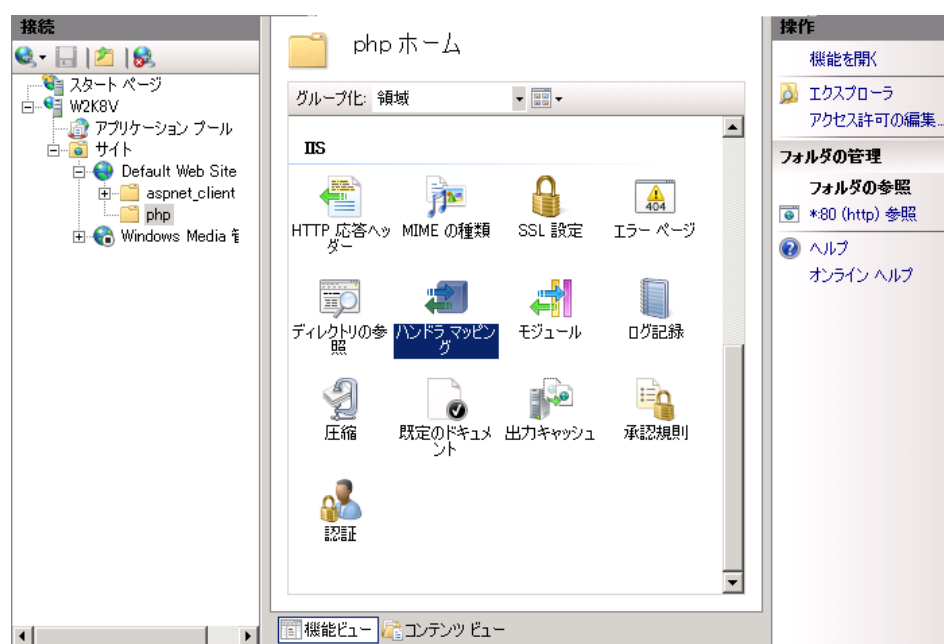 接続
スタート ページ
W2K8V
アプリケーション プール
サイト
Default Web Site
aspnet_client
php
Windows Media
php ホーム
グループ化: 領域
IIS
HTTP 応答ヘッ
ダー
MIME の種類
SSL 設定
404
エラー ページ
ディレクトリの参
照
ハンドラ マッピン
グ
モジュール
ログ記録
圧縮
既定のドキュメ
ント
出力キャッシュ
承認規則
認証
機能ビュー
コンテンツ ビュー
操作
機能を開く
エクスプローラ
アクセス許可の編集...
フォルダの管理
フォルダの参照
*:80 (http) 参照
ヘルプ
オンライン ヘルプ